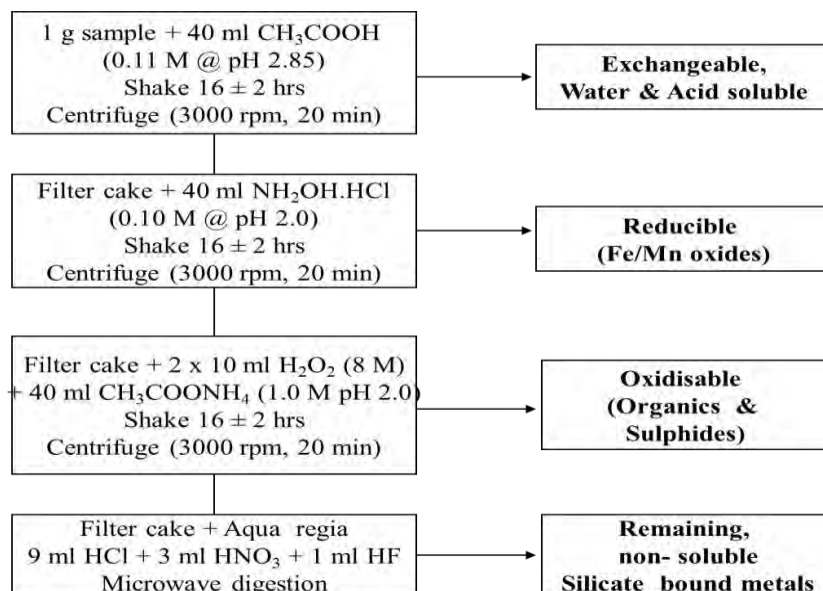 1 g sample + 40 ml CH₃COOH
(0.11 M @ pH 2.85)
Shake 16 ± 2 hrs
Centrifuge (3000 rpm, 20 min)
Exchangeable,
Water & Acid soluble
Filter cake + 40 ml NH₂OH.HCl
(0.10 M @ pH 2.0)
Shake 16 ± 2 hrs
Centrifuge (3000 rpm, 20 min)
Reducible
(Fe/Mn oxides)
Filter cake + 2 x 10 ml H₂O₂ (8 M)
+ 40 ml CH₃COONH₄ (1.0 M pH 2.0)
Shake 16 ± 2 hrs
Centrifuge (3000 rpm, 20 min)
Oxidisable
(Organics &
Sulphides)
Filter cake + Aqua regia
9 ml HCl + 3 ml HNO₃ + 1 ml HF
Microwave digestion
Remaining,
non- soluble
Silicate bound metals